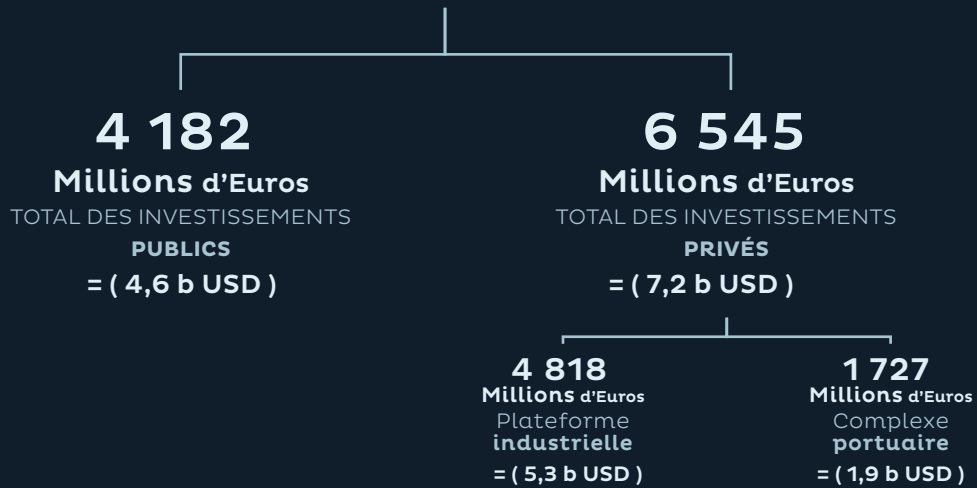 4 182
Millions d'Euros
TOTAL DES INVESTISSEMENTS
PUBLICS
= ( 4,6 b USD )
6 545
Millions d'Euros
TOTAL DES INVESTISSEMENTS
PRIVÉS
= ( 7,2 b USD )
4 818
Millions d'Euros
Plateforme
industrielle
= ( 5,3 b USD )
1 727
Millions d'Euros
Complexe
portuaire
= ( 1,9 b USD )